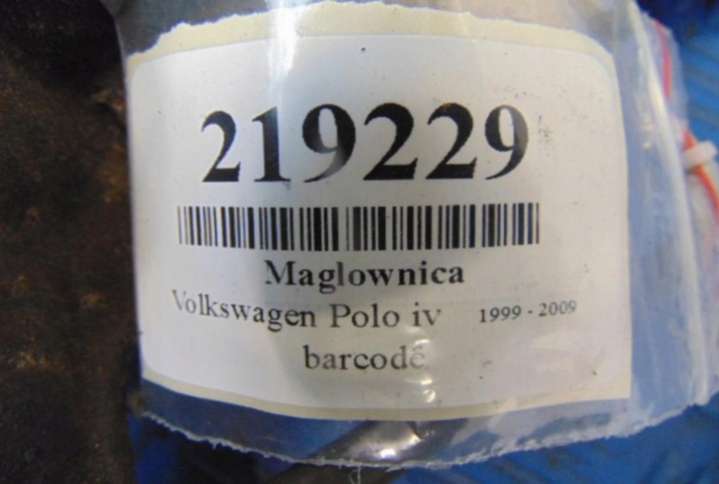 219229
Maglownica
Volkswagen Polo iv 1999 - 2009
barcode